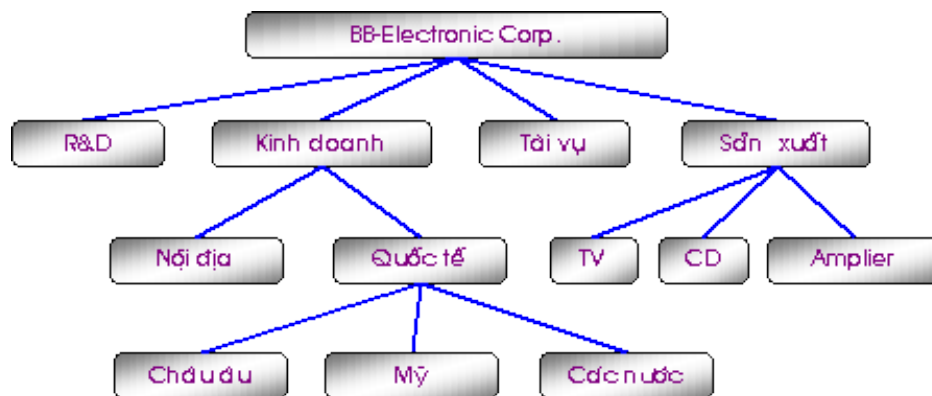 BB-Electronic Corp.
R&D
Kinh doanh
Tài vụ
Sản xuất
Nội địa
Quốc tế
TV
CD
Amplier
Châu âu
Mỹ
Các nước